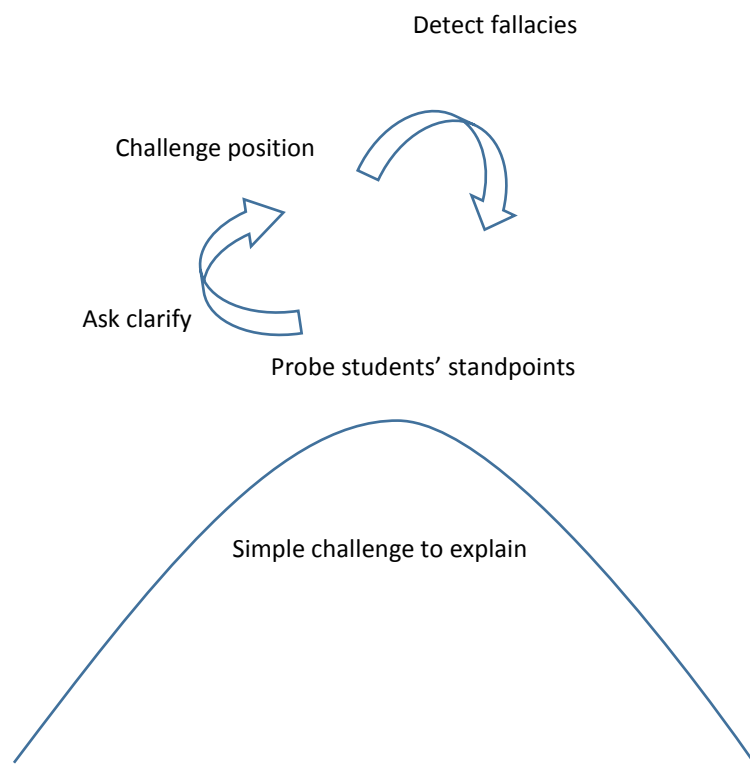 Detect fallacies
Challenge position
Ask clarify
Probe students’ standpoints
Simple challenge to explain